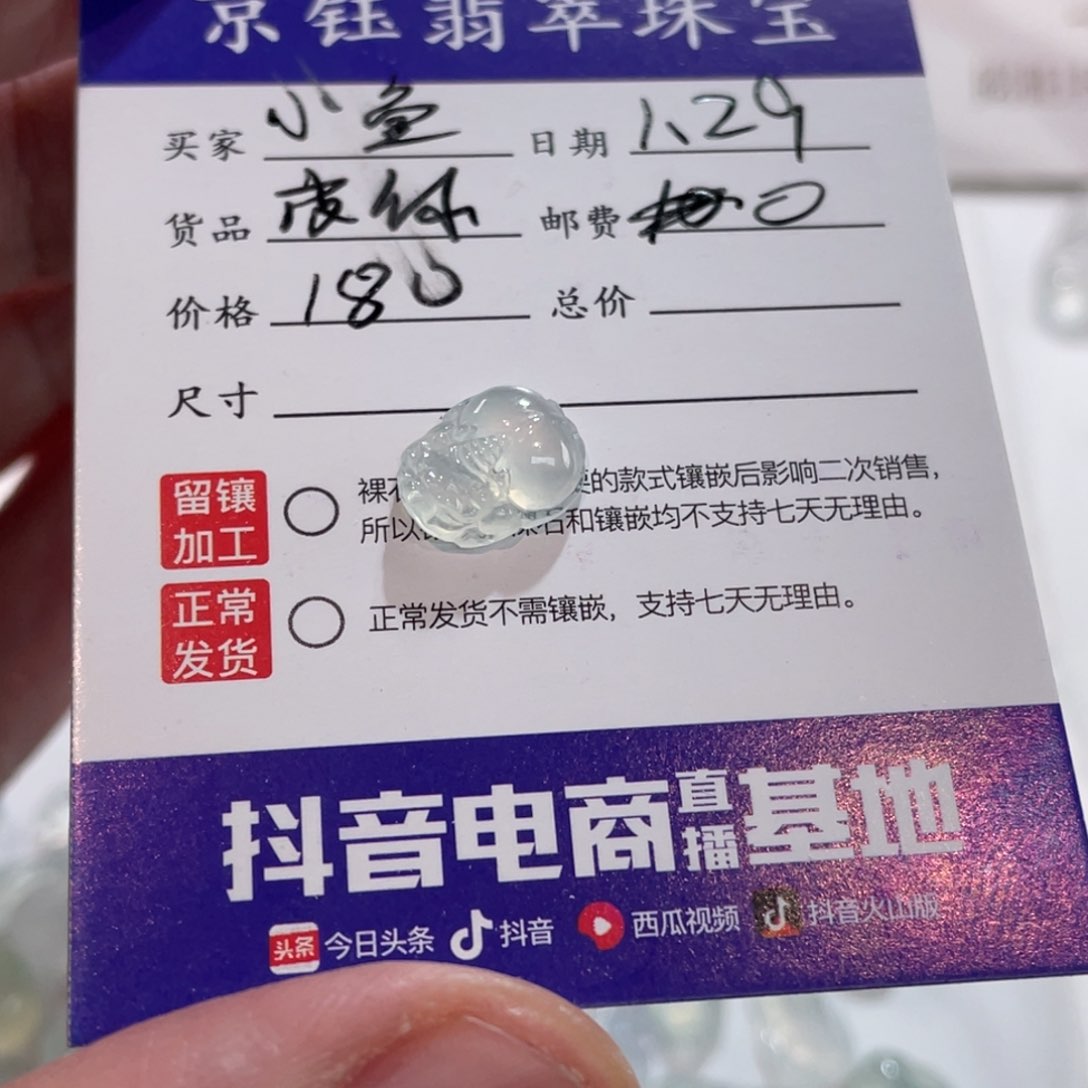 京钰翡翠珠宝
买家 小鱼 日期 1.29
货品 邮费 0
价格 180 总价
尺寸
留镶加工 裸 的款式镶嵌后影响二次销售，
所以 裸石和镶嵌均不支持七天无理由。
正常发货 正常发货不需镶嵌，支持七天无理由。
抖音电商直播基地
头条 今日头条 抖音 西瓜视频 抖音火山版